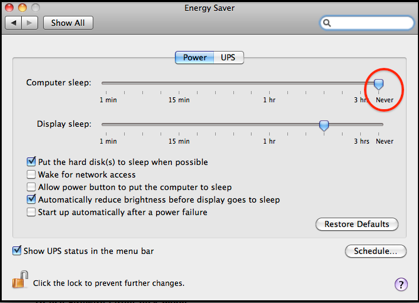 Energy Saver
Show All
Power UPS
Computer sleep:
1 min 15 min 1 hr 3 hrs Never
Display sleep:
1 min 15 min 1 hr 3 hrs Never
Put the hard disk(s) to sleep when possible
Wake for network access
Allow power button to put the computer to sleep
Automatically reduce brightness before display goes to sleep
Start up automatically after a power failure
Restore Defaults
Show UPS status in the menu bar
Schedule...
Click the lock to prevent further changes.
?